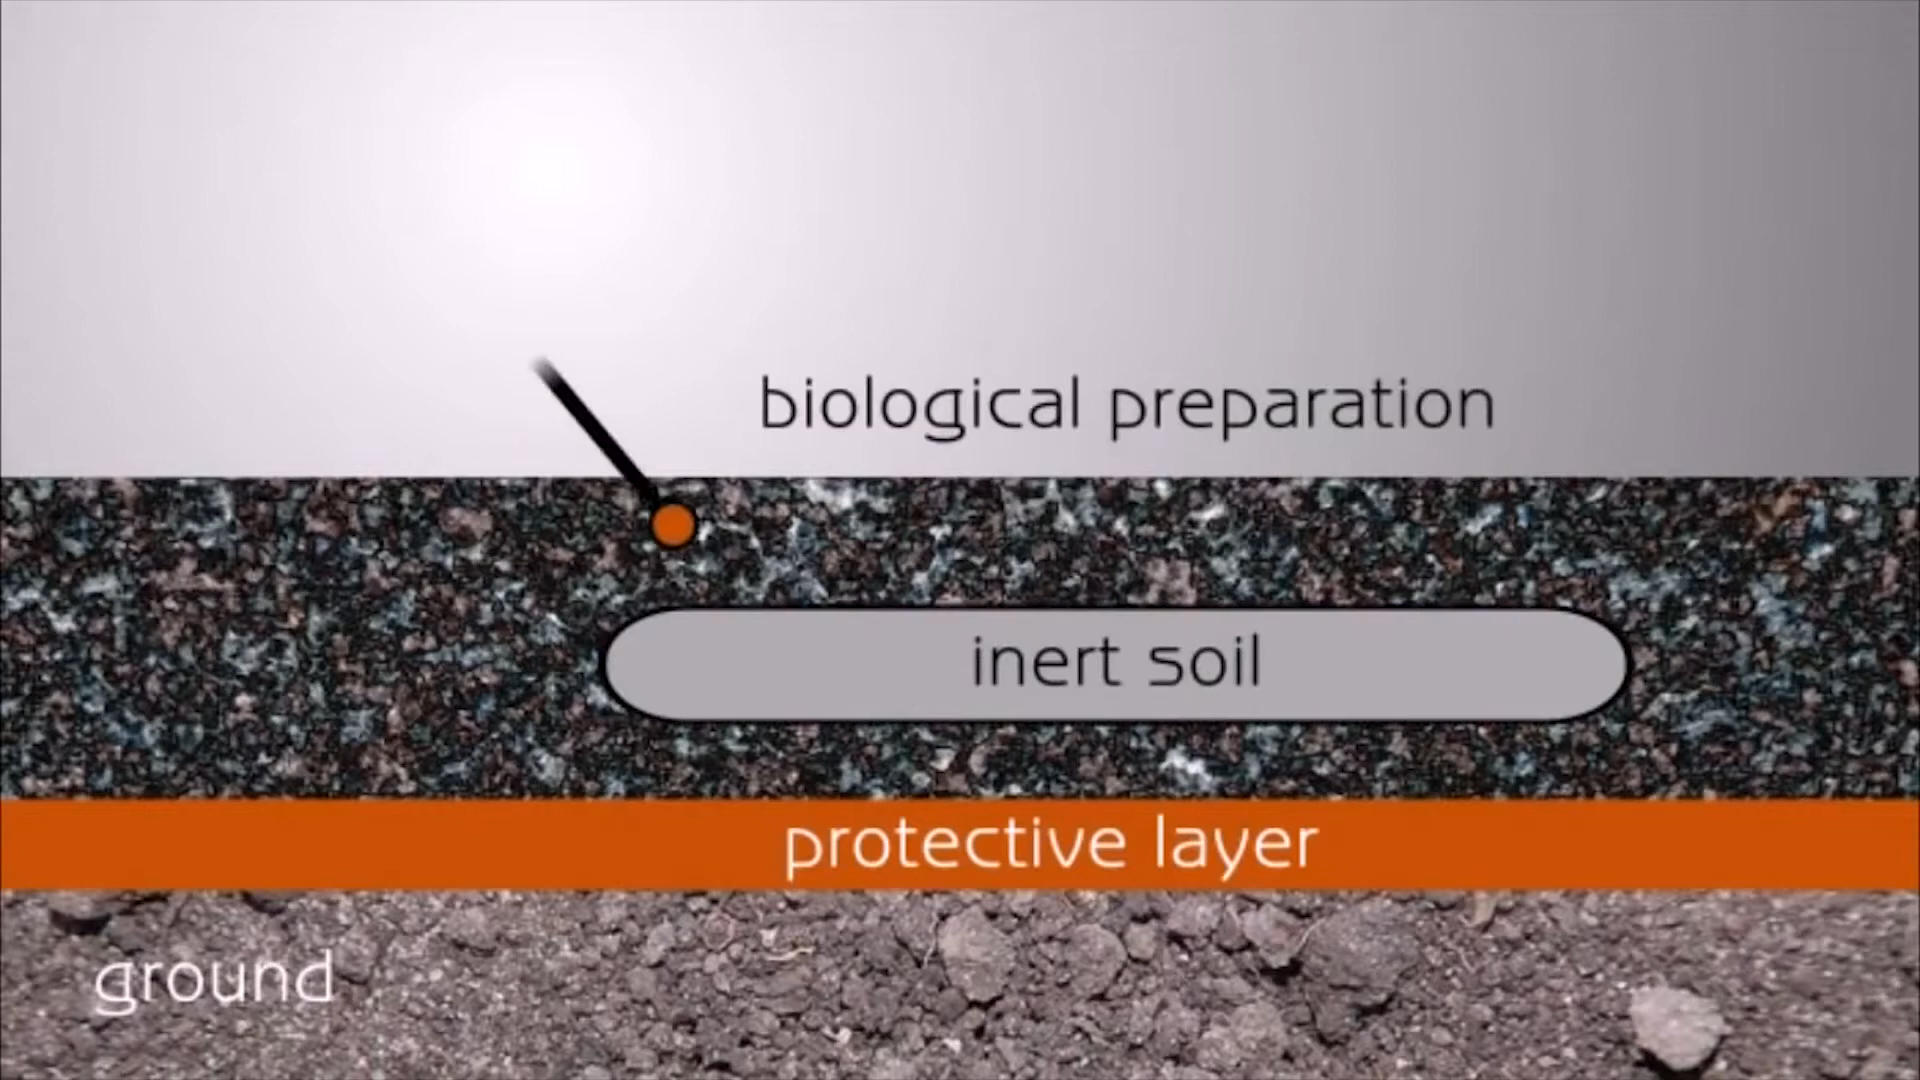 biological preparation
inert soil
protective layer
ground